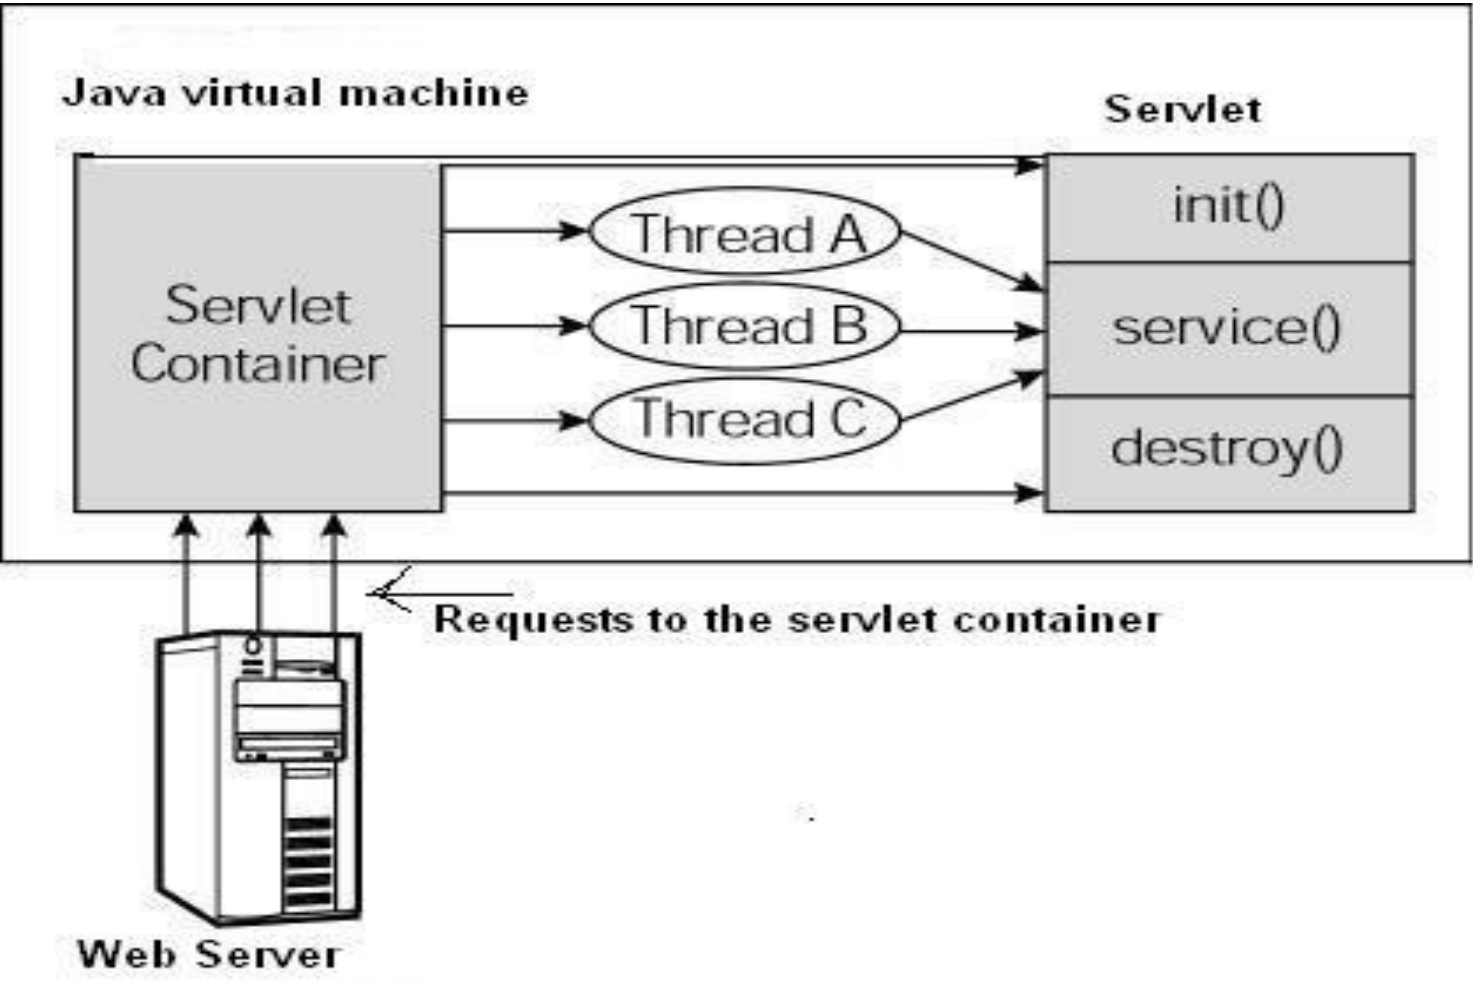 Java virtual machine
Servlet
Servlet
Container
Thread A
Thread B
Thread C
init()
service()
destroy()
Requests to the servlet container
Web Server